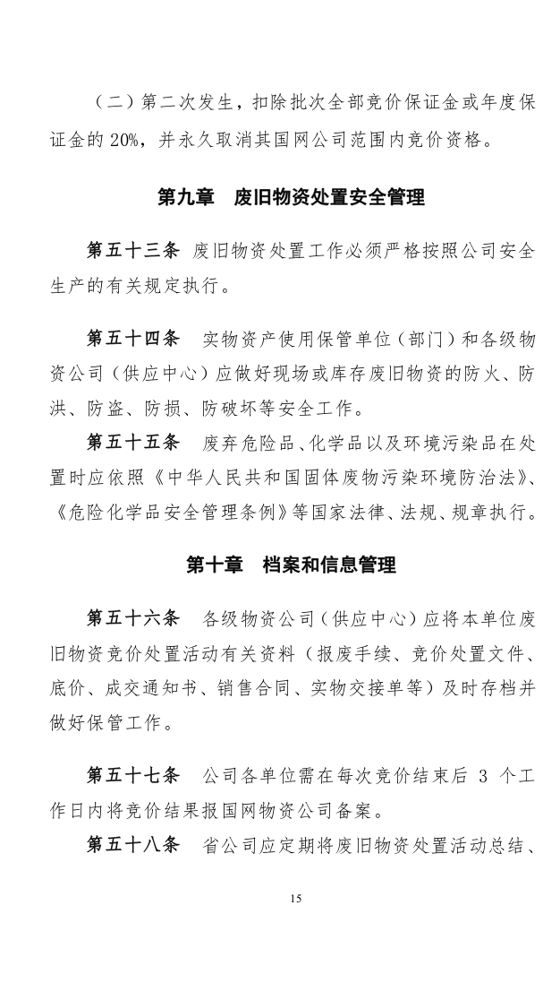 （二）第二次发生，扣除批次全部竞价保证金或年度保
证金的 20%，并永久取消其国网公司范围内竞价资格。
第九章　废旧物资处置安全管理
第五十三条 废旧物资处置工作必须严格按照公司安全
生产的有关规定执行。
第五十四条　实物资产使用保管单位（部门）和各级物
资公司（供应中心）应做好现场或库存废旧物资的防火、防
洪、防盗、防损、防破坏等安全工作。
第五十五条　废弃危险品、化学品以及环境污染品在处
置时应依照《中华人民共和国固体废物污染环境防治法》、
《危险化学品安全管理条例》等国家法律、法规、规章执行。
第十章　档案和信息管理
第五十六条　各级物资公司（供应中心）应将本单位废
旧物资竞价处置活动有关资料（报废手续、竞价处置文件、
底价、成交通知书、销售合同、实物交接单等）及时存档并
做好保管工作。
第五十七条　公司各单位需在每次竞价结束后 3 个工
作日内将竞价结果报国网物资公司备案。
第五十八条　省公司应定期将废旧物资处置活动总结、
15